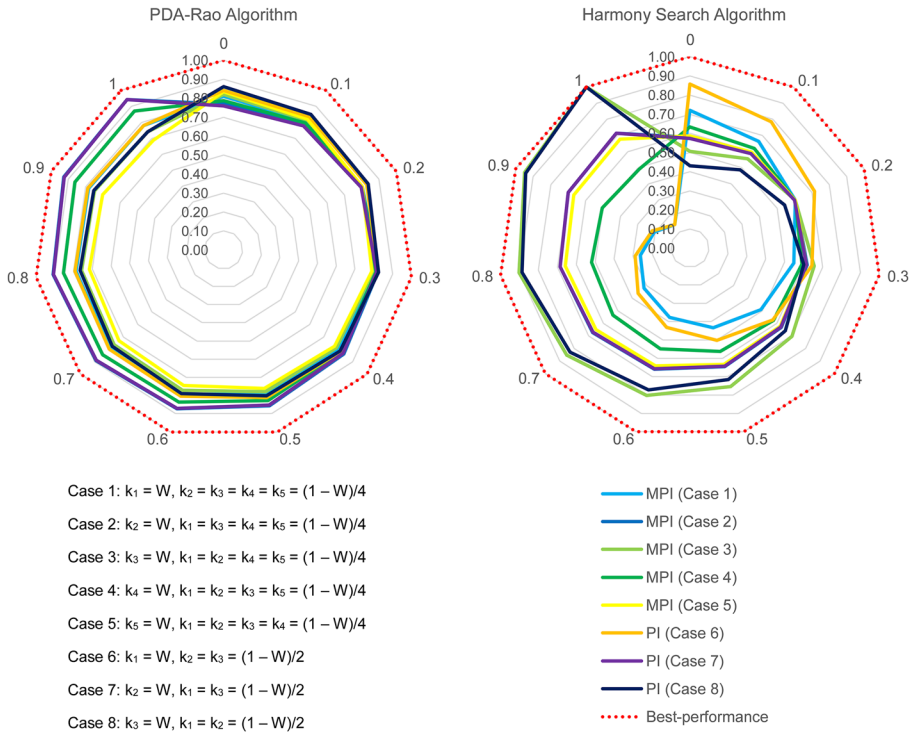 PDA-Rao Algorithm
0
0.1
0.2
0.3
0.4
0.5
0.6
0.7
0.8
0.9
1
1.00
0.90
0.80
0.70
0.60
0.50
0.40
0.30
0.20
0.10
0.00
Harmony Search Algorithm
0
0.1
0.2
0.3
0.4
0.5
0.6
0.7
0.8
0.9
1
1.00
0.90
0.80
0.70
0.60
0.50
0.40
0.30
0.20
0.10
0.00
Case 1: k₁ = W, k₂ = k₃ = k₄ = k₅ = (1 – W)/4
Case 2: k₂ = W, k₁ = k₃ = k₄ = k₅ = (1 – W)/4
Case 3: k₃ = W, k₁ = k₂ = k₄ = k₅ = (1 – W)/4
Case 4: k₄ = W, k₁ = k₂ = k₃ = k₅ = (1 – W)/4
Case 5: k₅ = W, k₁ = k₂ = k₃ = k₄ = (1 – W)/4
Case 6: k₁ = W, k₂ = k₃ = (1 – W)/2
Case 7: k₂ = W, k₁ = k₃ = (1 – W)/2
Case 8: k₃ = W, k₁ = k₂ = (1 – W)/2
MPI (Case 1)
MPI (Case 2)
MPI (Case 3)
MPI (Case 4)
MPI (Case 5)
PI (Case 6)
PI (Case 7)
PI (Case 8)
Best-performance